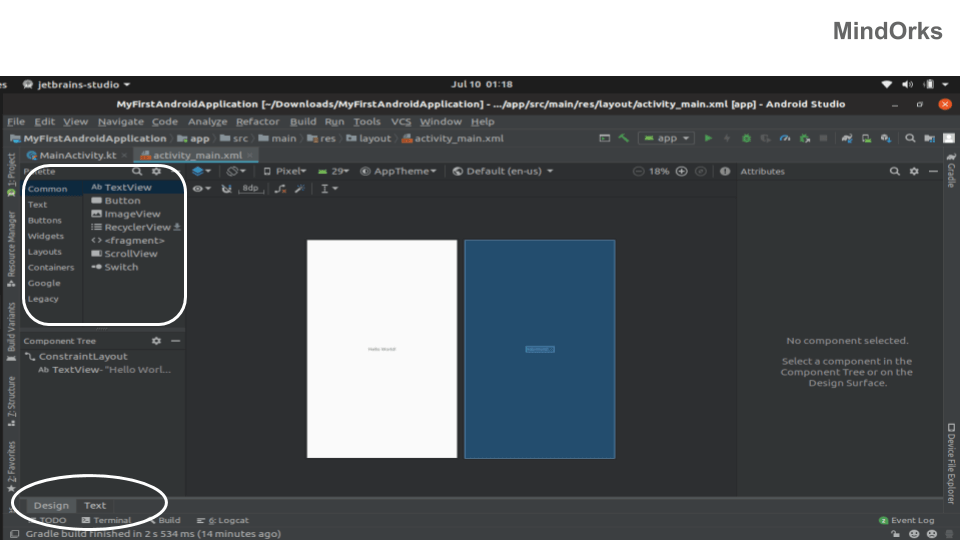 MindOrks
es jetbrains-studio Jul 10 01:18
MyFirstAndroidApplication [~/Downloads/MyFirstAndroidApplication] - .../app/src/main/res/layout/activity_main.xml [app] - Android Studio
File Edit View Navigate Code Analyze Refactor Build Run Tools VCS Window Help
MyFirstAndroidApplication app src main res layout activity_main.xml app
MainActivity.kt activity_main.xml
Palette Pixel 29 AppTheme Default (en-us) 18% Attributes
8dp
Common
Text
Buttons
Widgets
Layouts
Containers
Google
Legacy
Ab TextView
Button
ImageView
RecyclerView
<fragment>
ScrollView
Switch
Component Tree
ConstraintLayout
Ab TextView- "Hello Worl...
Hello World!
No component selected.
Select a component in the
Component Tree or on the
Design Surface.
1: Project
Resource Manager
Build Variants
Z: Structure
2: Favorites
Gradle
Device File Explorer
Design Text
TODO Terminal Build 6: Logcat 2 Event Log
Gradle build finished in 2 s 534 ms (14 minutes ago)